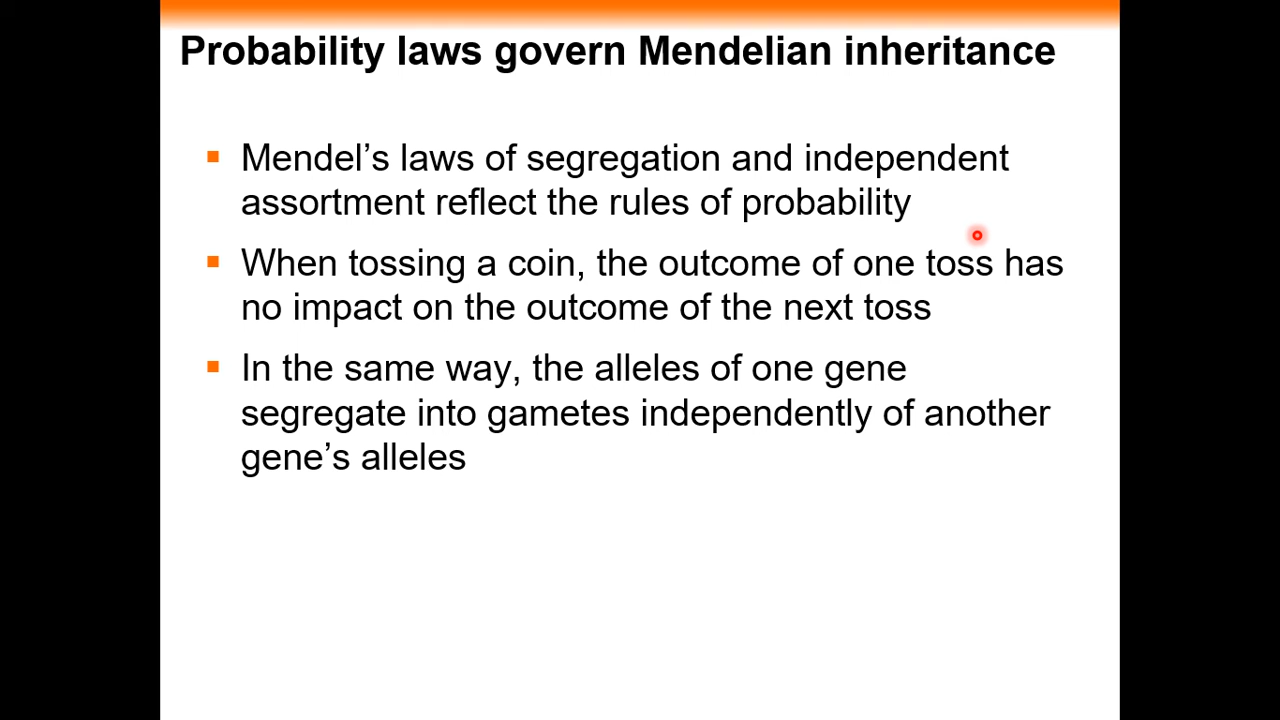 Probability laws govern Mendelian inheritance
Mendel’s laws of segregation and independent
assortment reflect the rules of probability
When tossing a coin, the outcome of one toss has
no impact on the outcome of the next toss
In the same way, the alleles of one gene
segregate into gametes independently of another
gene’s alleles